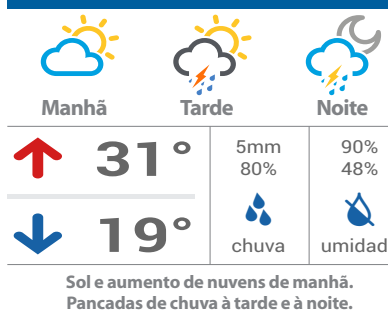 Manhã Tarde Noite
31° 5mm 90%
80% 48%
19° chuva umidad
Sol e aumento de nuvens de manhã.
Pancadas de chuva à tarde e à noite.